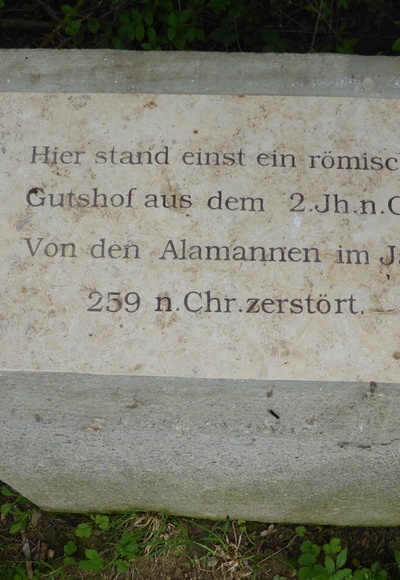 Hier stand einst ein römisc
Gutshof aus dem 2.Jh.n.C
Von den Alamannen im J
259 n.Chr.zerstört.